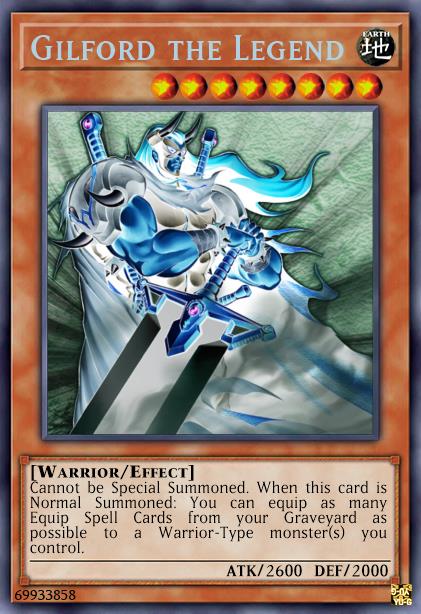 Gilford the Legend
EARTH
地
[Warrior/Effect]
Cannot be Special Summoned. When this card is
Normal Summoned: You can equip as many
Equip Spell Cards from your Graveyard as
possible to a Warrior-Type monster(s) you
control.
ATK/2600 DEF/2000
69933858